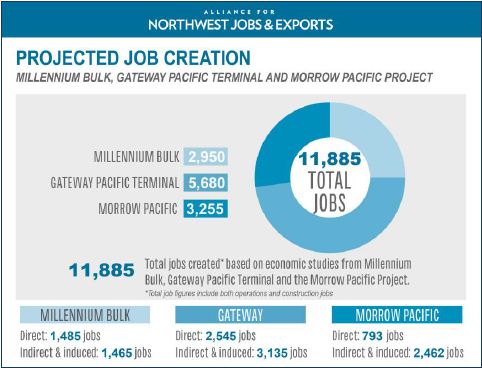 ALLIANCE FOR
NORTHWEST JOBS & EXPORTS
PROJECTED JOB CREATION
MILLENNIUM BULK, GATEWAY PACIFIC TERMINAL AND MORROW PACIFIC PROJECT
MILLENNIUM BULK 2,950
GATEWAY PACIFIC TERMINAL 5,680
MORROW PACIFIC 3,255
11,885
TOTAL
JOBS
11,885
Total jobs created* based on economic studies from Millennium
Bulk, Gateway Pacific Terminal and the Morrow Pacific Project.
*Total job figures include both operations and construction jobs
MILLENNIUM BULK
Direct: 1,485 jobs
Indirect & induced: 1,465 jobs
GATEWAY
Direct: 2,545 jobs
Indirect & induced: 3,135 jobs
MORROW PACIFIC
Direct: 793 jobs
Indirect & induced: 2,462 jobs